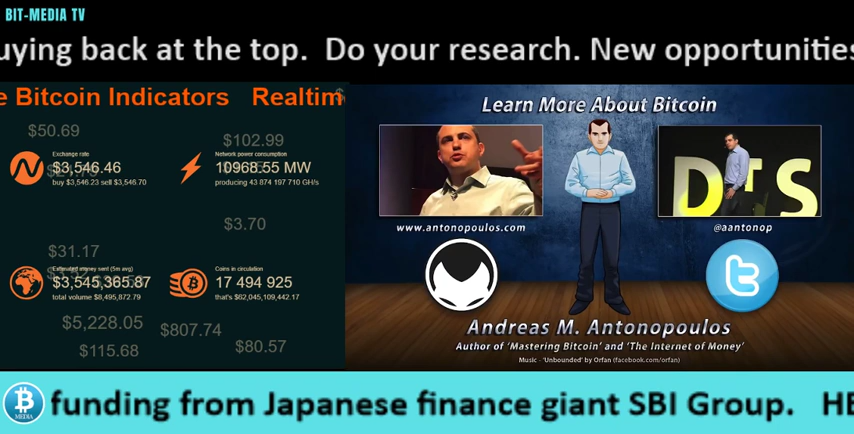 BIT-MEDIA TV
uying back at the top. Do your research. New opportunities
e Bitcoin Indicators Realtim
$50.69
$102.99
Exchange rate
$3,546.46
buy $3,546.23 sell $3,546.70
Network power consumption
10968.55 MW
producing 43 874 197 710 GH/s
$3.70
$31.17
Estimated money sent (5m avg)
$3,545,365.87
total volume $8,495,872.79
Coins in circulation
17 494 925
that's $62,045,109,442.17
$5,228.05
$807.74
$115.68
$80.57
Learn More About Bitcoin
D TS
www.antonopoulos.com
@aantonop
Andreas M. Antonopoulos
Author of 'Mastering Bitcoin' and 'The Internet of Money'
Music - 'Unbounded' by Orfan (facebook.com/orfan)
MEDIA
funding from Japanese finance giant SBI Group. HE